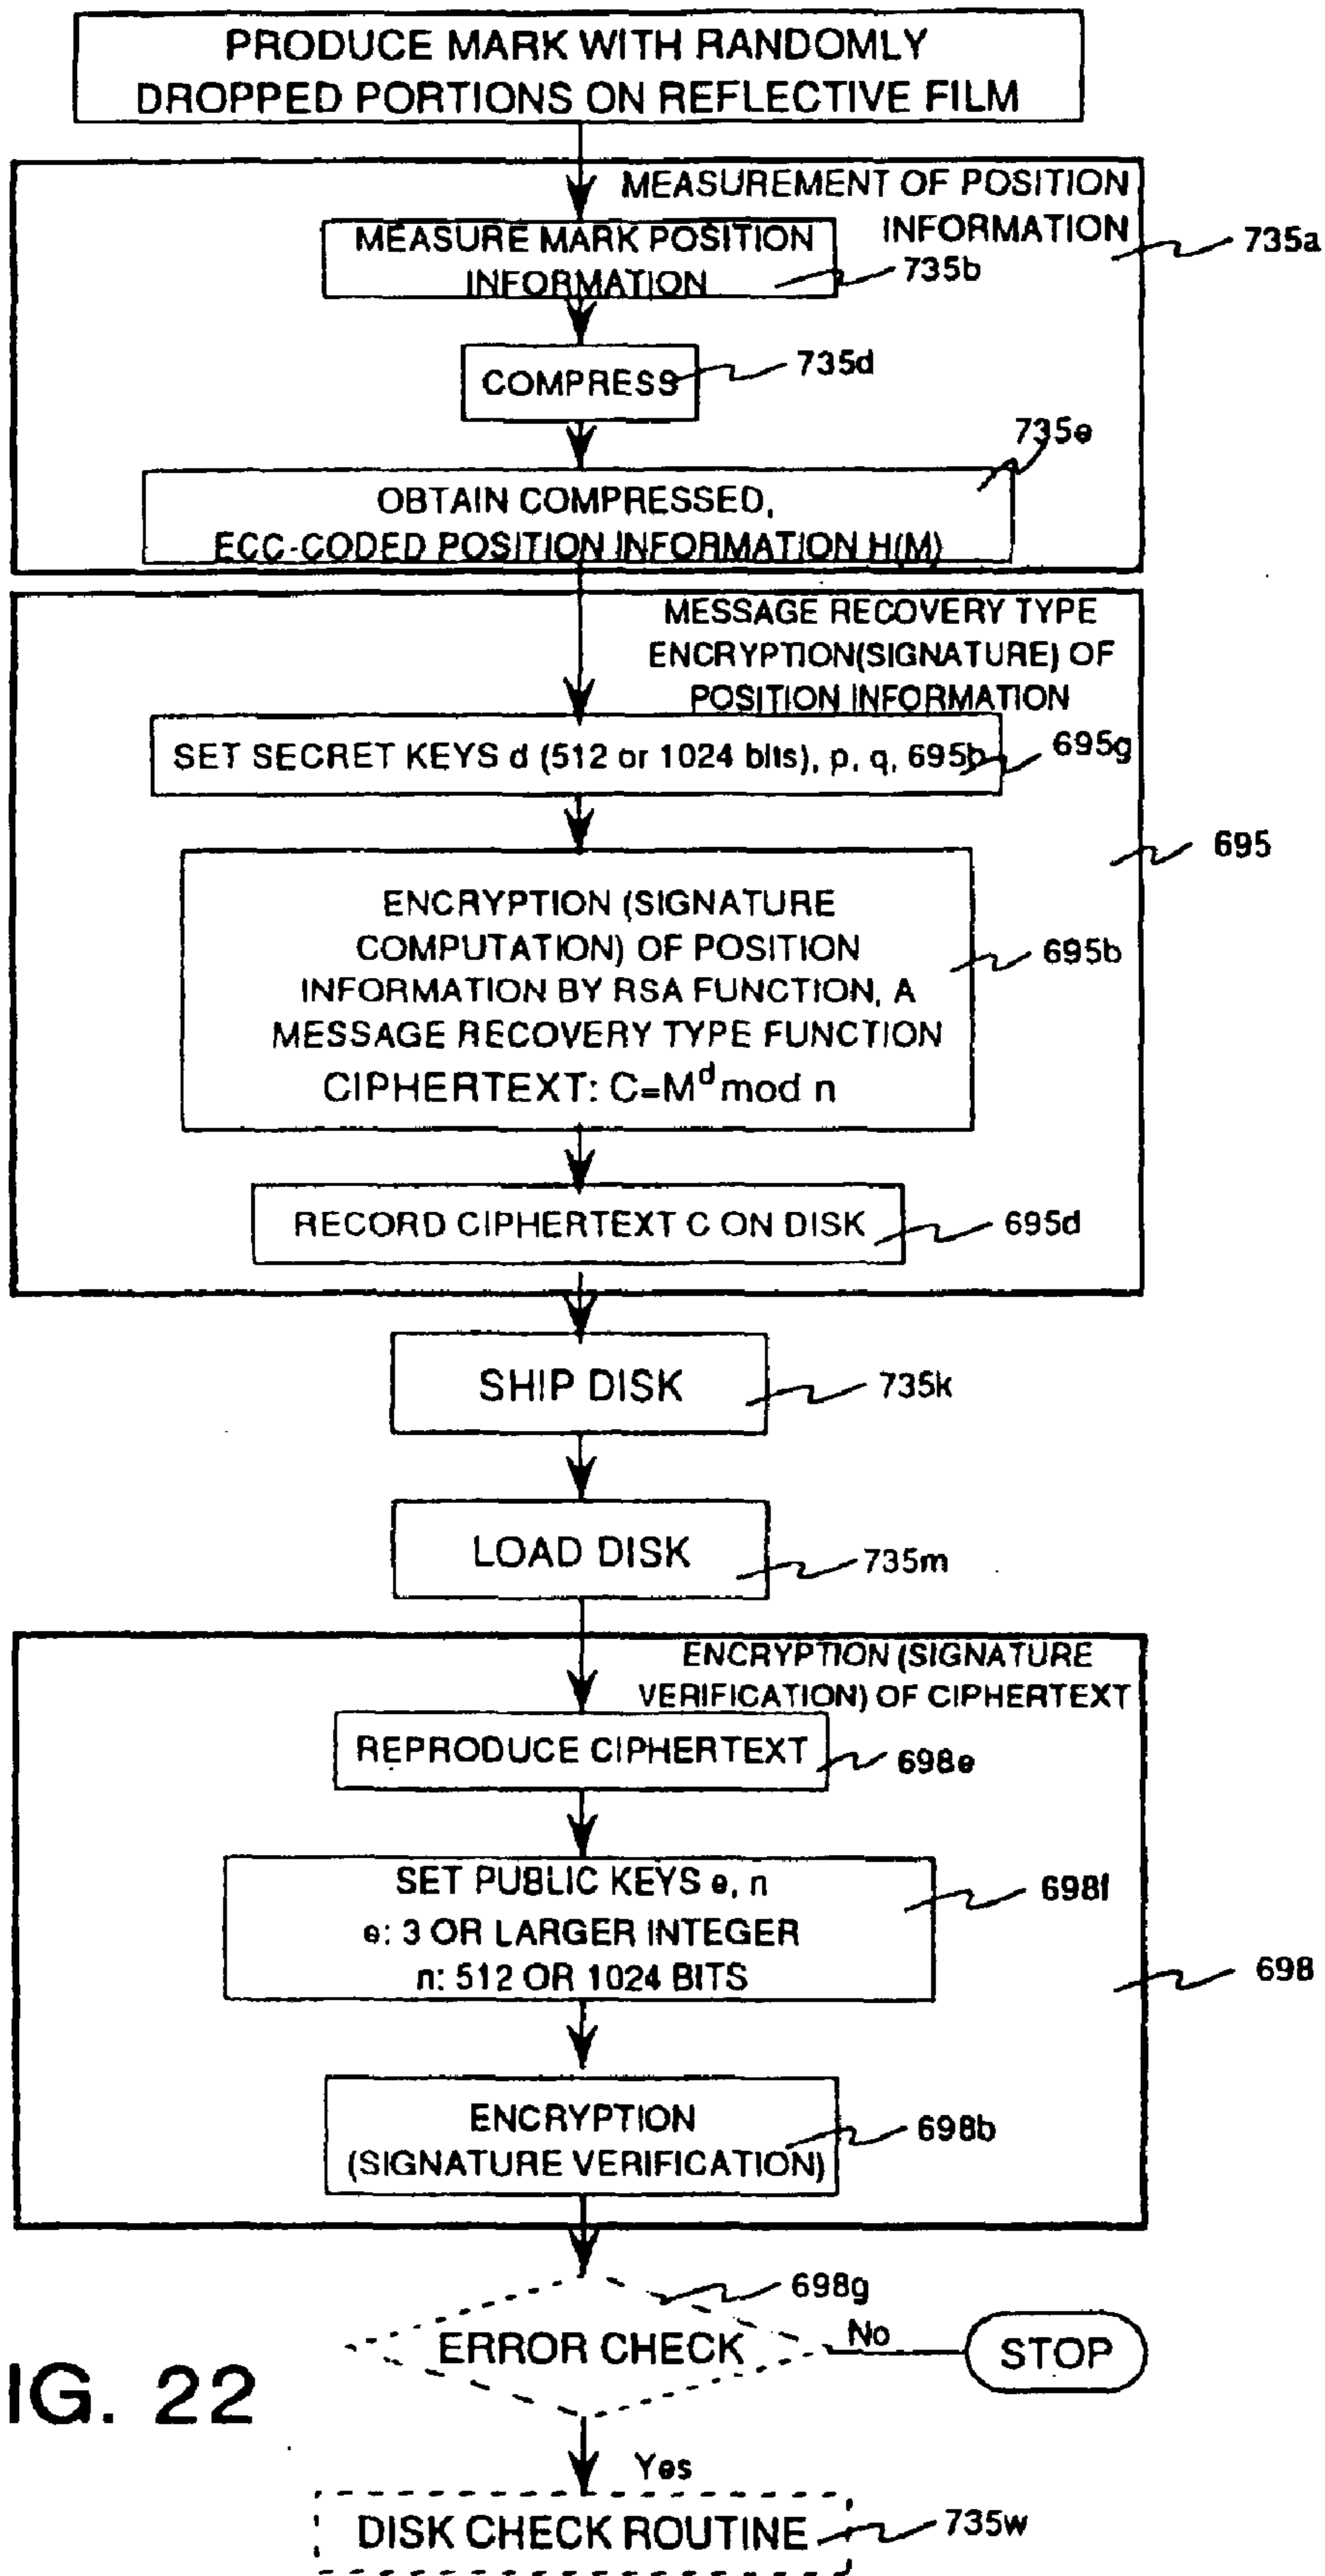 PRODUCE MARK WITH RANDOMLY
DROPPED PORTIONS ON REFLECTIVE FILM
MEASUREMENT OF POSITION
INFORMATION
735a
MEASURE MARK POSITION
INFORMATION
735b
COMPRESS
735d
735e
OBTAIN COMPRESSED,
ECC-CODED POSITION INFORMATION H(M)
MESSAGE RECOVERY TYPE
ENCRYPTION(SIGNATURE) OF
POSITION INFORMATION
SET SECRET KEYS d (512 or 1024 bits), p, q, 695b
695g
695
ENCRYPTION (SIGNATURE
COMPUTATION) OF POSITION
INFORMATION BY RSA FUNCTION, A
MESSAGE RECOVERY TYPE FUNCTION
CIPHERTEXT: C=M^d mod n
695b
RECORD CIPHERTEXT C ON DISK
695d
SHIP DISK
735k
LOAD DISK
735m
ENCRYPTION (SIGNATURE
VERIFICATION) OF CIPHERTEXT
REPRODUCE CIPHERTEXT
698e
SET PUBLIC KEYS e, n
e: 3 OR LARGER INTEGER
n: 512 OR 1024 BITS
698f
698
ENCRYPTION
(SIGNATURE VERIFICATION)
698b
698g
ERROR CHECK
No
STOP
IG. 22
Yes
DISK CHECK ROUTINE
735w